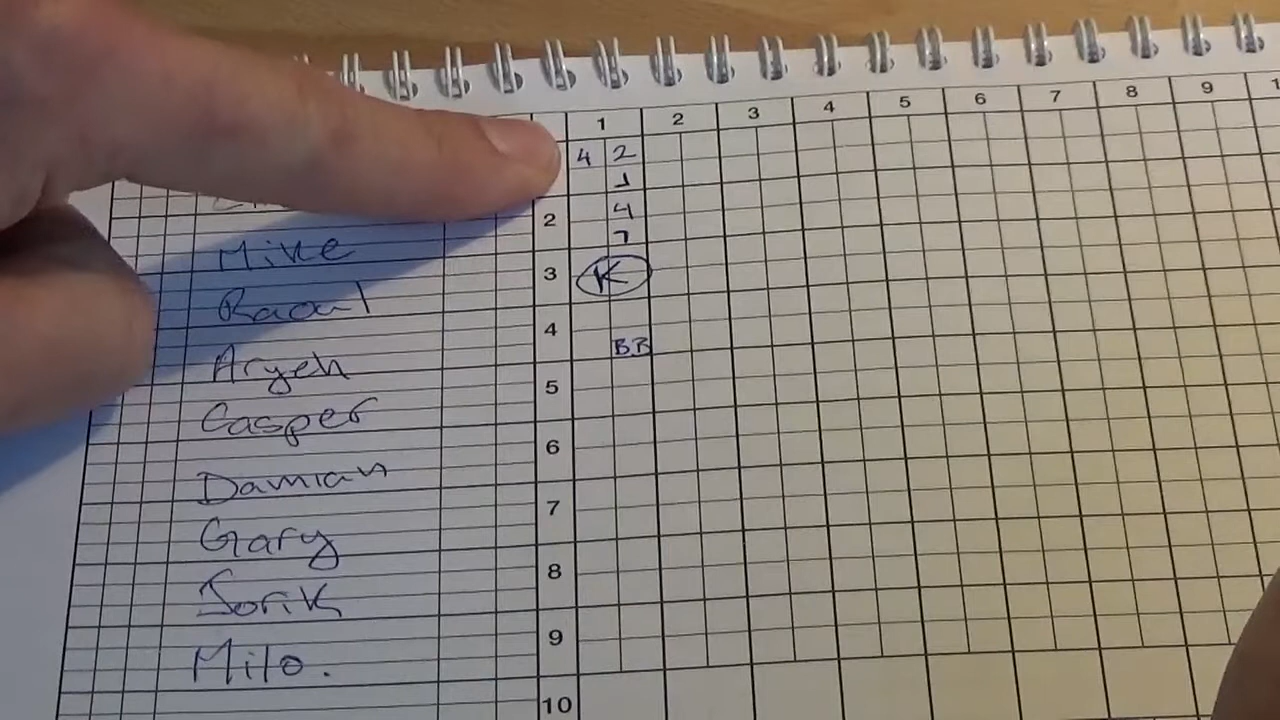 1 2 3 4 5 6 7 8 9
4 2
1
2 4
Mike 7
3 K
Raoul
4
BB
Aryeh
5
Casper
6
Damian
7
Gary
8
Jorik
9
Milo.
10